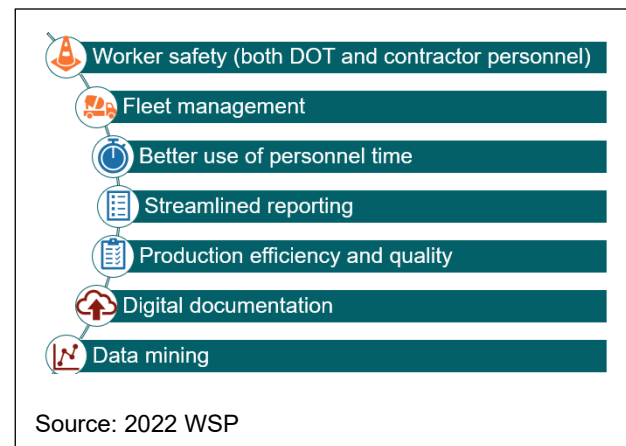 Worker safety (both DOT and contractor personnel)
Fleet management
Better use of personnel time
Streamlined reporting
Production efficiency and quality
Digital documentation
Data mining
Source: 2022 WSP